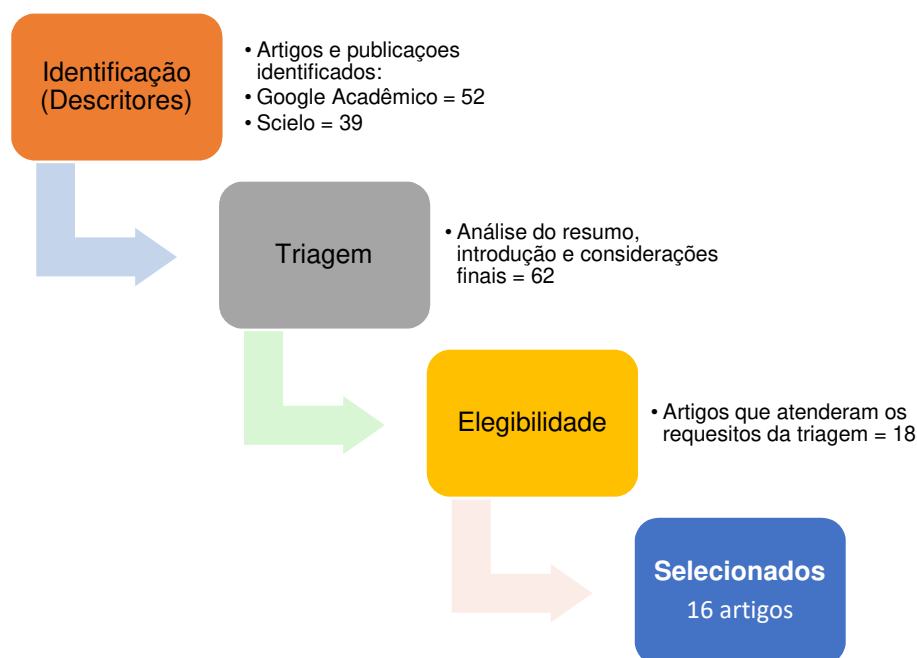 Identificação
(Descritores)
• Artigos e publicaçoes
identificados:
• Google Acadêmico = 52
• Scielo = 39
Triagem
• Análise do resumo,
introdução e considerações
finais = 62
Elegibilidade
• Artigos que atenderam os
requesitos da triagem = 18
Selecionados
16 artigos